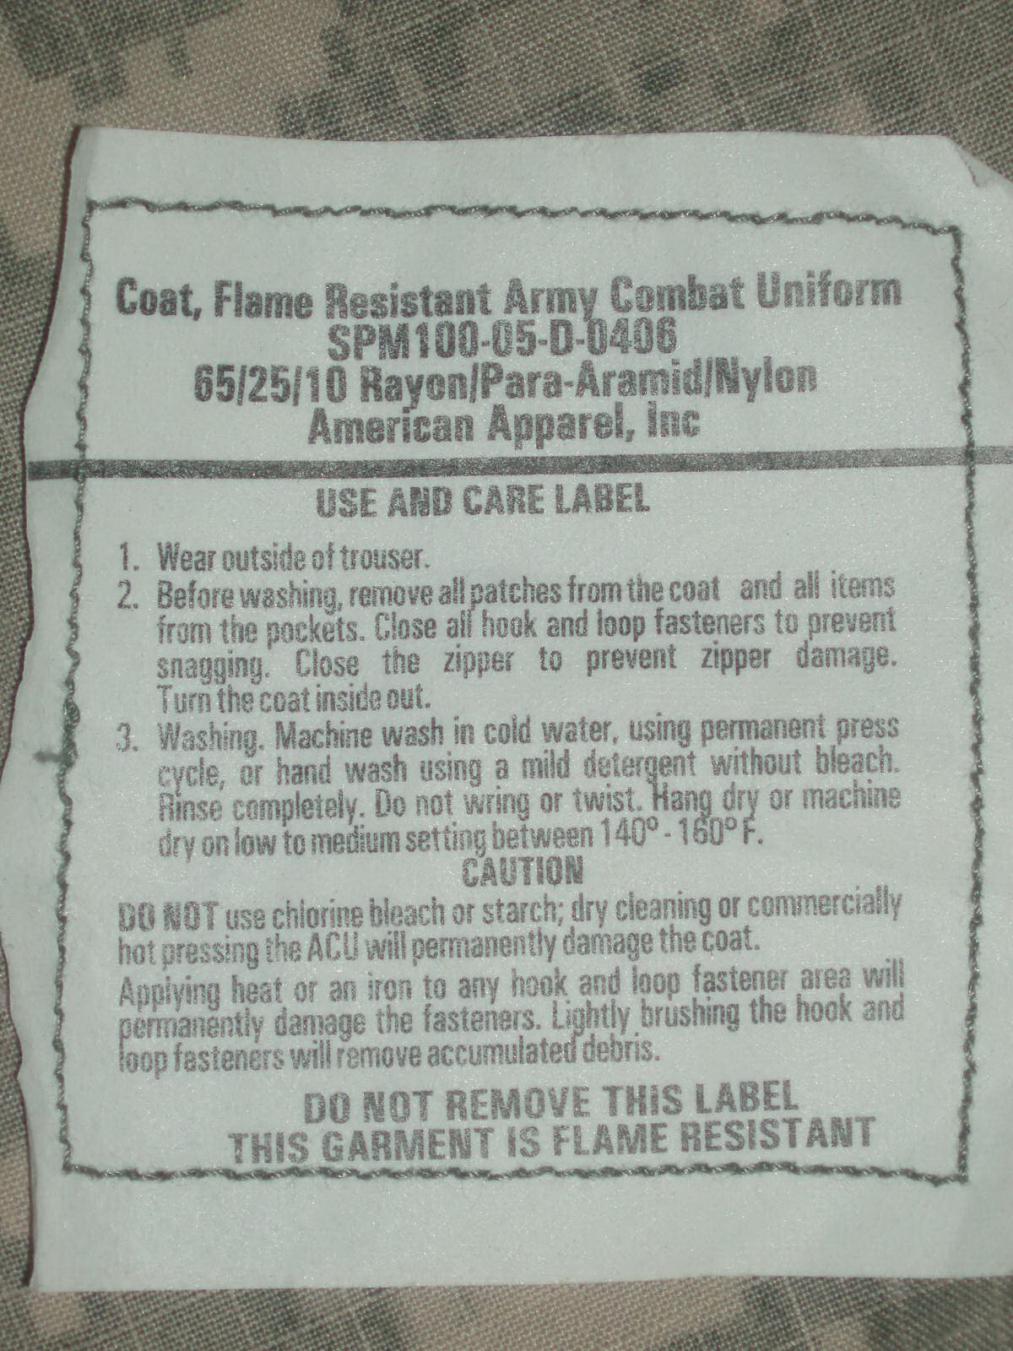 Coat, Flame Resistant Army Combat Uniform
SPM100-05-D-0406
65/25/10 Rayon/Para-Aramid/Nylon
American Apparel, Inc
USE AND CARE LABEL
1. Wear outside of trouser.
2. Before washing, remove all patches from the coat and all items
from the pockets. Close all hook and loop fasteners to prevent
snagging. Close the zipper to prevent zipper damage.
Turn the coat inside out.
3. Washing. Machine wash in cold water, using permanent press
cycle, or hand wash using a mild detergent without bleach.
Rinse completely. Do not wring or twist. Hang dry or machine
dry on low to medium setting between 140° - 160° F.
CAUTION
DO NOT use chlorine bleach or starch; dry cleaning or commercially
hot pressing the ACU will permanently damage the coat.
Applying heat or an iron to any hook and loop fastener area will
permanently damage the fasteners. Lightly brushing the hook and
loop fasteners will remove accumulated debris.
DO NOT REMOVE THIS LABEL
THIS GARMENT IS FLAME RESISTANT